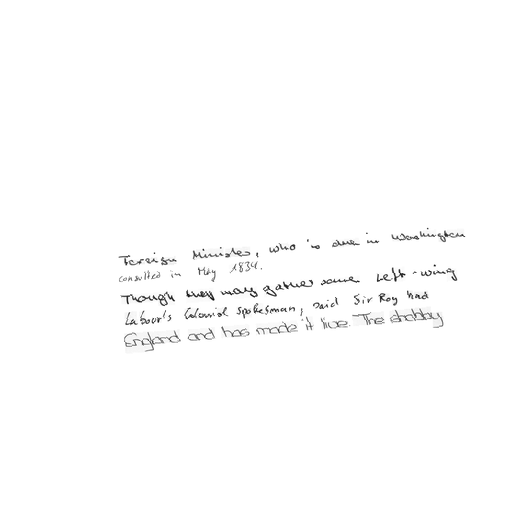 Foreign Minister, who is due in Washington
consulted in May 1834.
Though they may gather some Left-wing
Labour's Colonial spokesman, said Sir Roy had
England and has made it live. The shabby